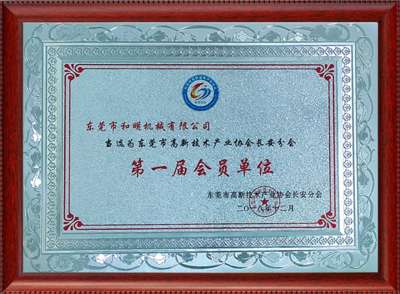 东莞市和明机械有限公司
当选为东莞市高新技术产业协会长安分会
第一届会员单位
东莞市高新技术产业协会长安分会
二〇一八年十二月